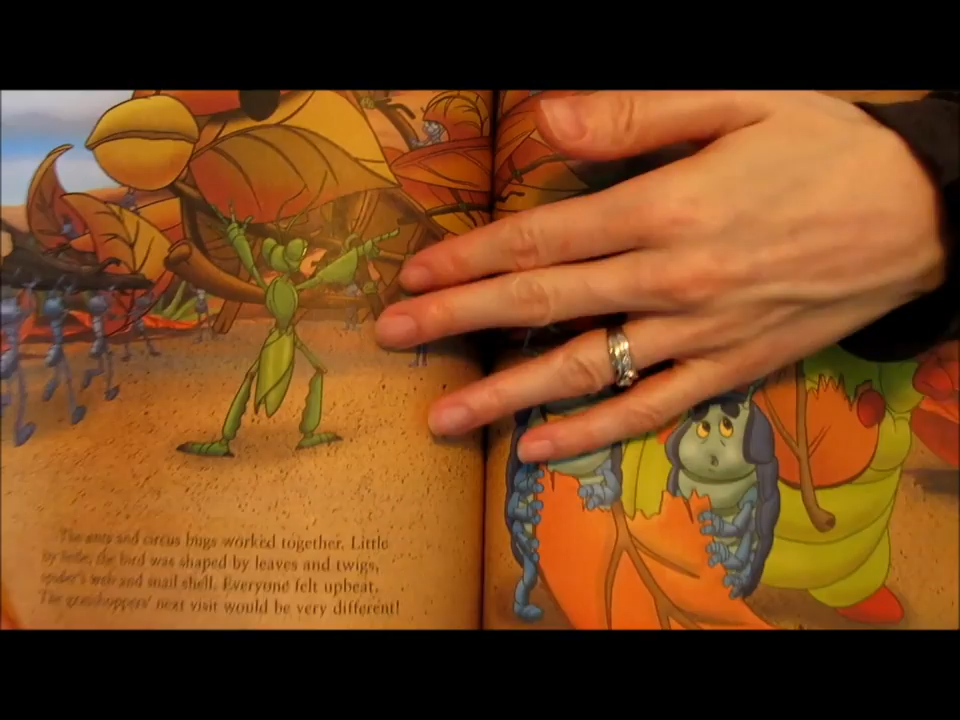 The ants and circus bugs worked together. Little
by little, the bird was shaped by leaves and twigs,
spider's web and snail shell. Everyone felt upbeat.
The grasshoppers' next visit would be very different!